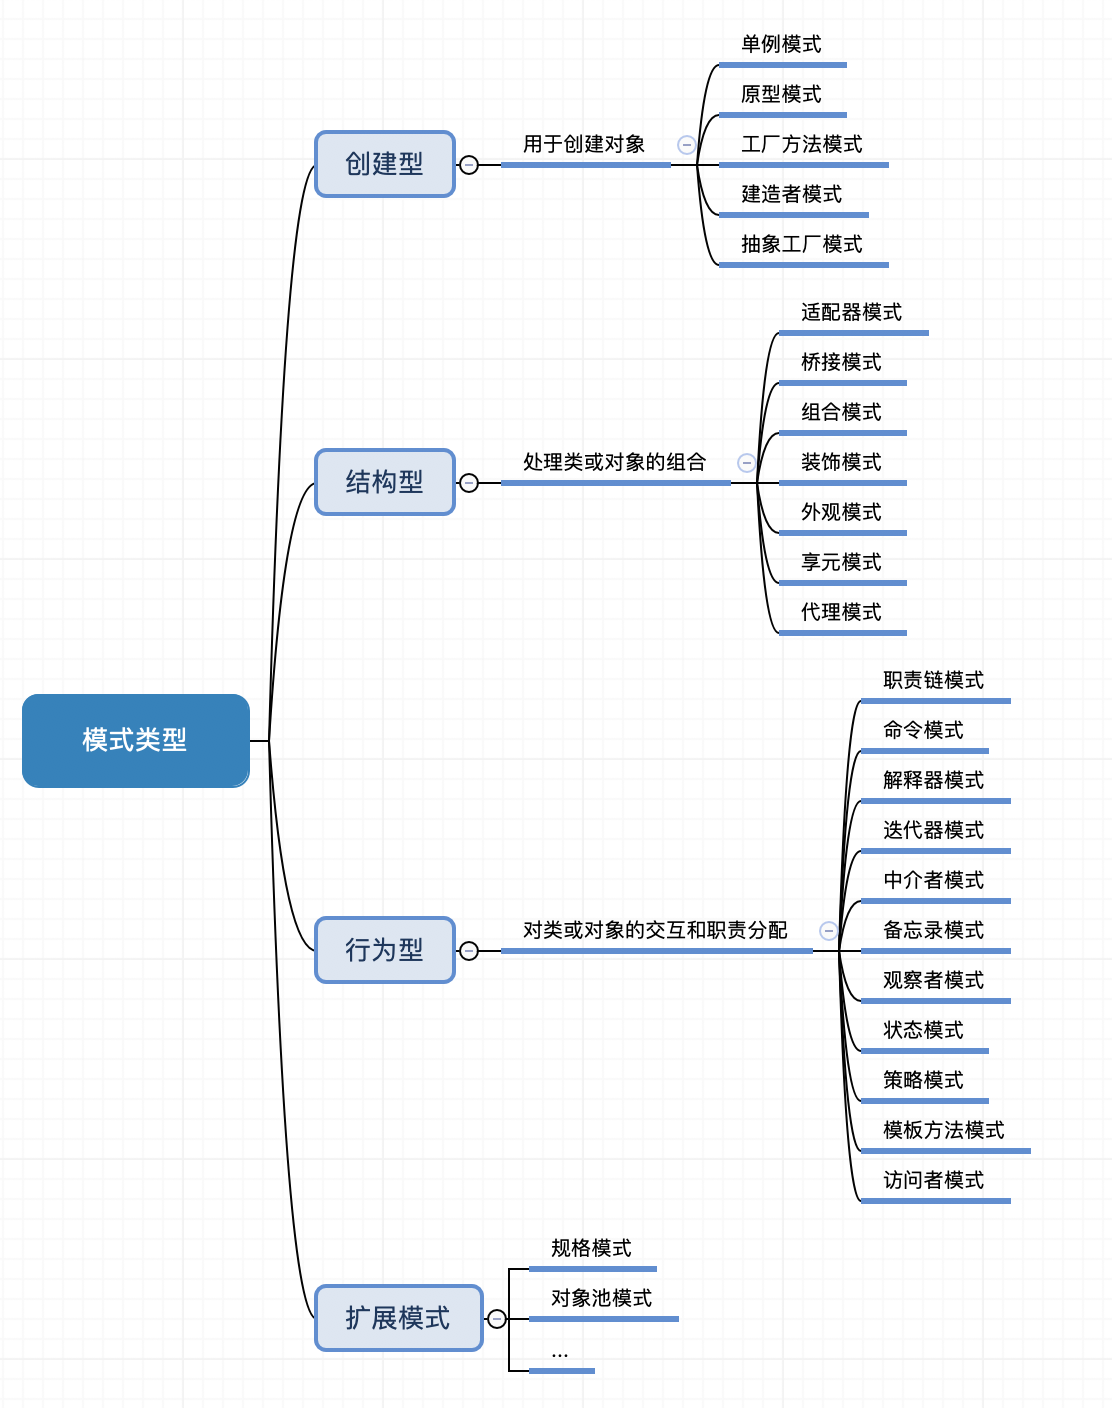 模式类型
创建型
用于创建对象
单例模式
原型模式
工厂方法模式
建造者模式
抽象工厂模式
结构型
处理类或对象的组合
适配器模式
桥接模式
组合模式
装饰模式
外观模式
享元模式
代理模式
行为型
对类或对象的交互和职责分配
职责链模式
命令模式
解释器模式
迭代器模式
中介者模式
备忘录模式
观察者模式
状态模式
策略模式
模板方法模式
访问者模式
扩展模式
规格模式
对象池模式
...